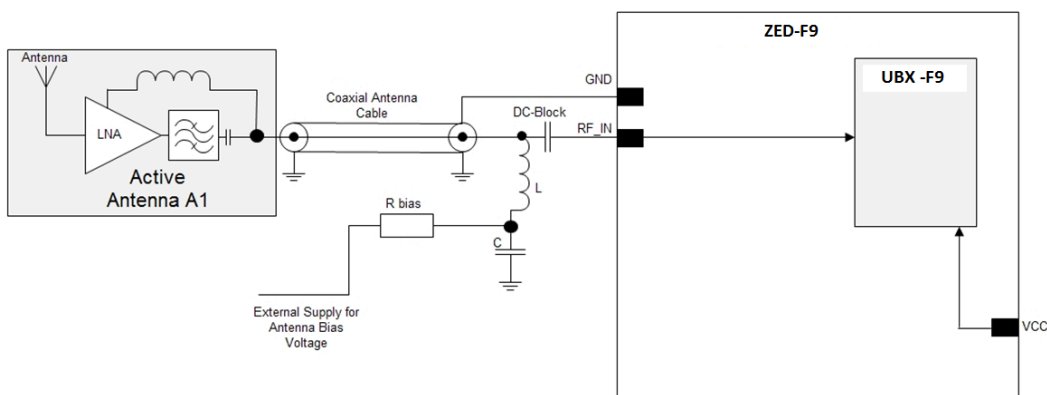 ZED-F9
UBX -F9
Antenna
GND
Coaxial Antenna
Cable
DC-Block
RF_IN
LNA
Active
Antenna A1
L
R bias
C
External Supply for
Antenna Bias
Voltage
VCC